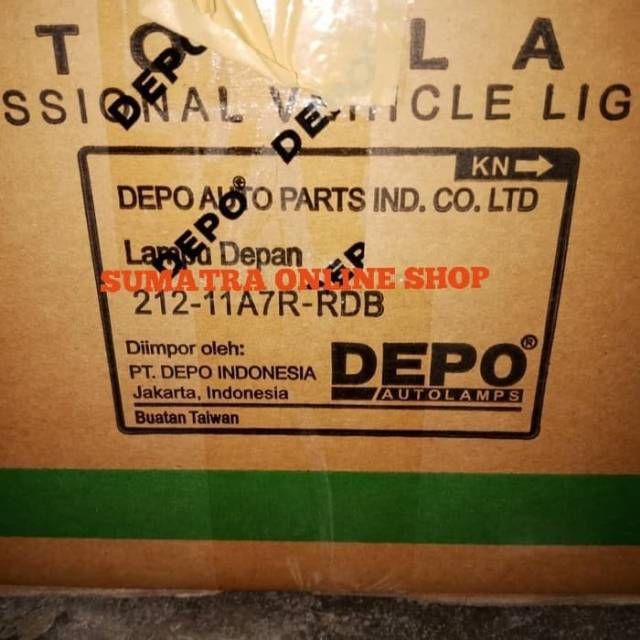 T O L A
SSIONAL VEHICLE LIG
DEPO
DEPO
KN
DEPO AUTO PARTS IND. CO. LTD
DEPO
Lampu Depan
SUMATRA ONLINE SHOP
212-11A7R-RDB
Diimpor oleh:
PT. DEPO INDONESIA
Jakarta, Indonesia
Buatan Taiwan
DEPO®
AUTOLAMPS